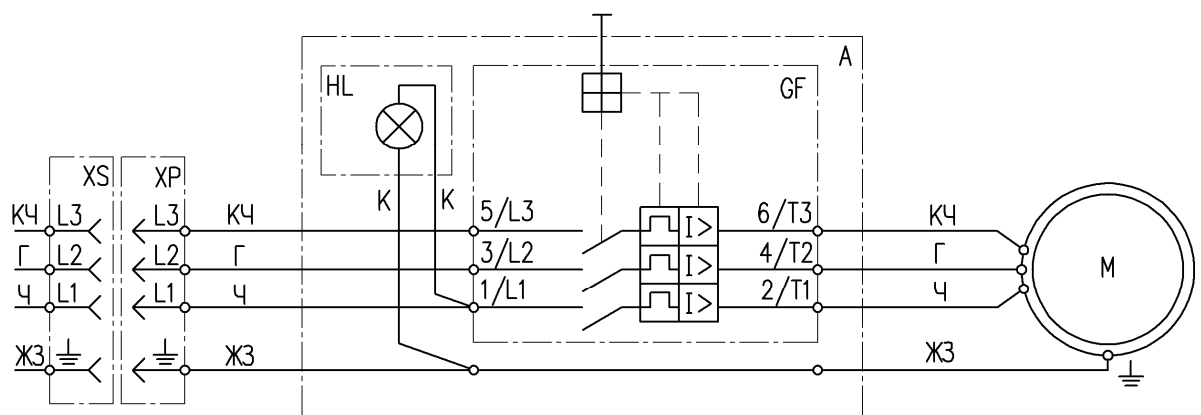 A
HL
GF
XS
XP
К
К
КЧ
L3
L3
КЧ
5/L3
I>
6/T3
КЧ
Г
L2
L2
Г
3/L2
I>
4/T2
Г
M
Ч
L1
L1
Ч
1/L1
I>
2/T1
Ч
ЖЗ
ЖЗ
ЖЗ